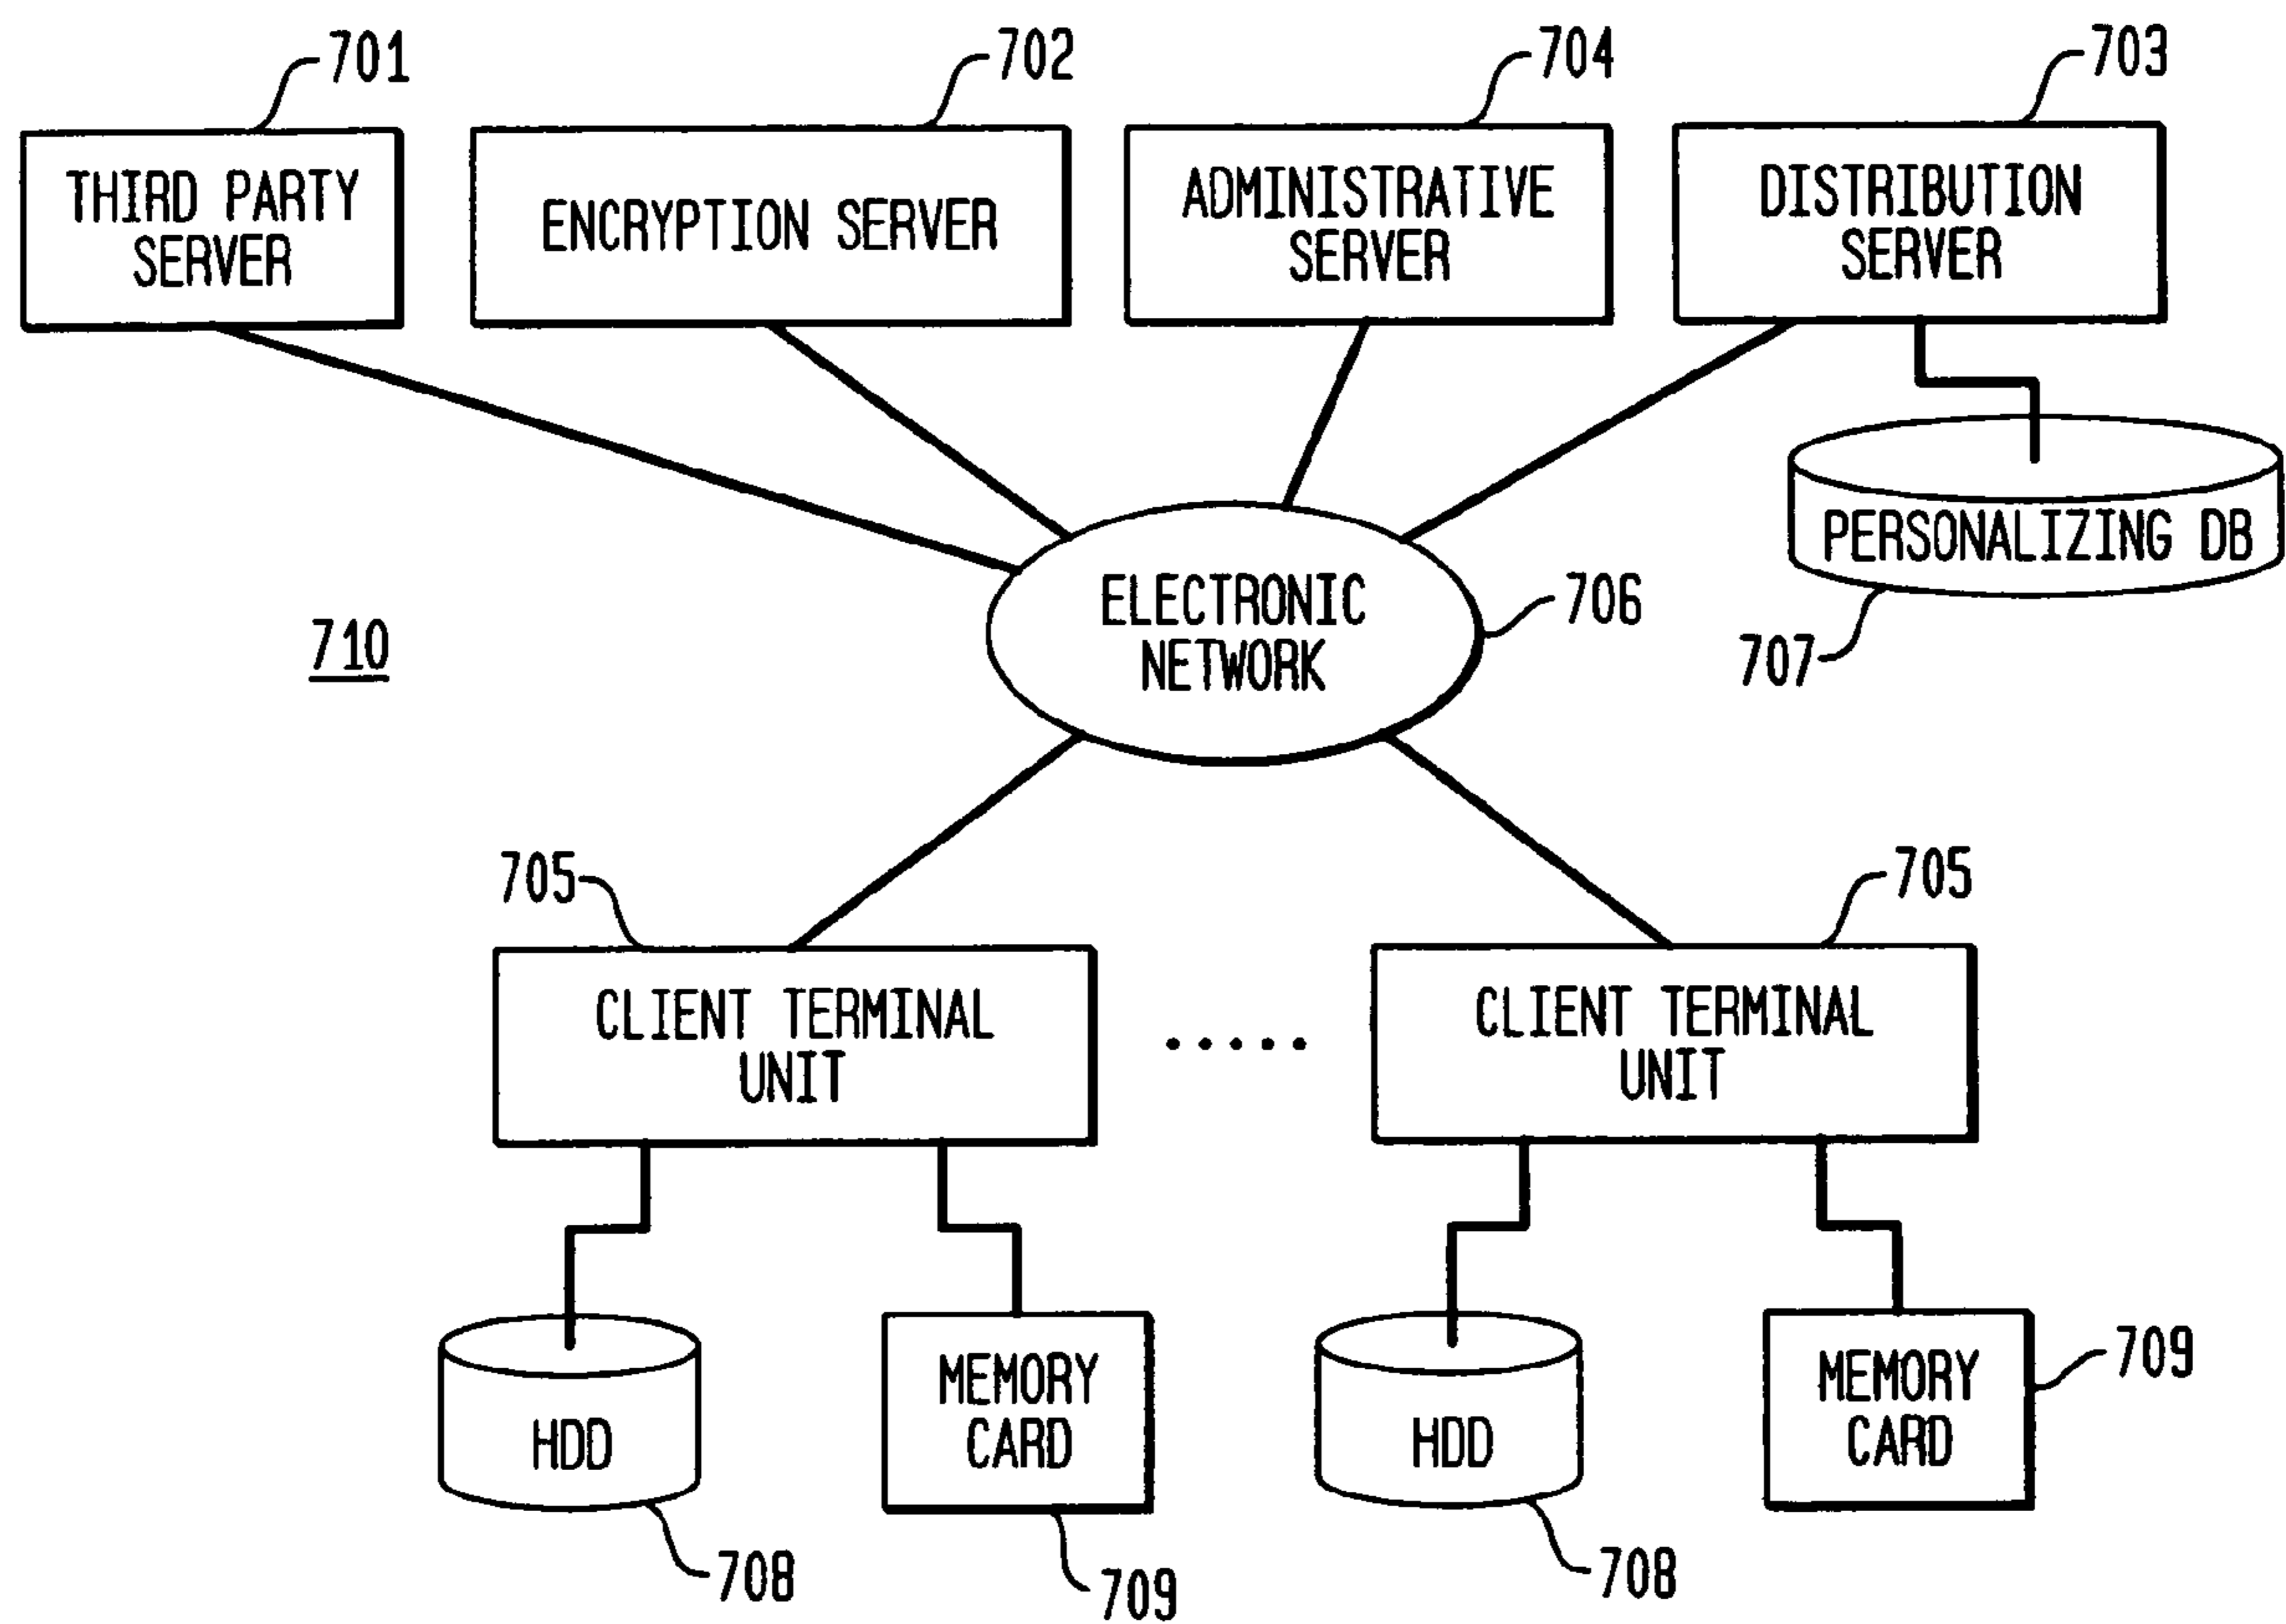 701
702
704
703
THIRD PARTY
SERVER
ENCRYPTION SERVER
ADMINISTRATIVE
SERVER
DISTRIBUTION
SERVER
PERSONALIZING DB
707
ELECTRONIC
NETWORK
706
710
705
705
CLIENT TERMINAL
UNIT
CLIENT TERMINAL
UNIT
HDD
708
MEMORY
CARD
709
HDD
708
MEMORY
CARD
709